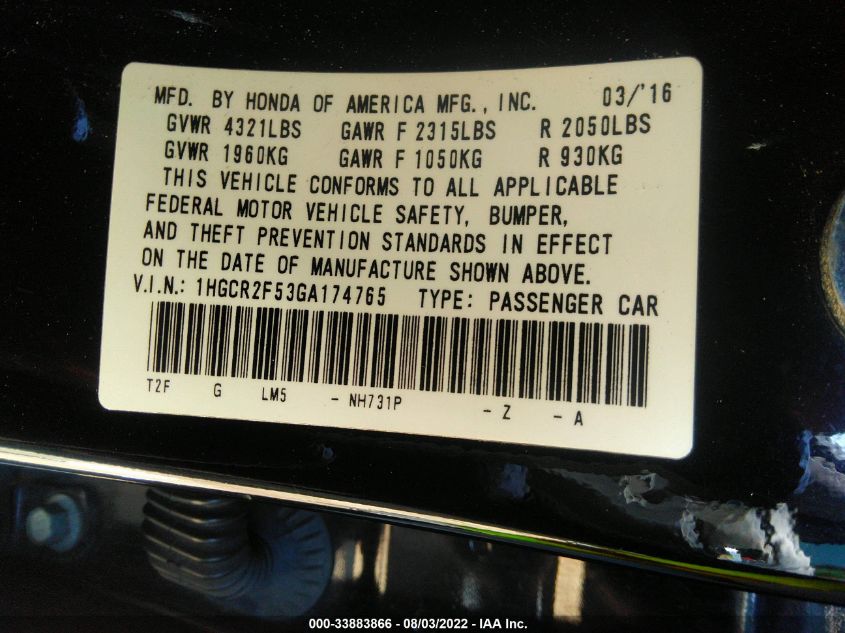 MFD. BY HONDA OF AMERICA MFG., INC. 03/'16
GVWR 4321LBS GAWR F 2315LBS R 2050LBS
GVWR 1960KG GAWR F 1050KG R 930KG
THIS VEHICLE CONFORMS TO ALL APPLICABLE
FEDERAL MOTOR VEHICLE SAFETY, BUMPER,
AND THEFT PREVENTION STANDARDS IN EFFECT
ON THE DATE OF MANUFACTURE SHOWN ABOVE.
V.I.N.: 1HGCR2F53GA174765 TYPE: PASSENGER CAR
T2F G LM5 - NH731P - Z - A
000-33883866 - 08/03/2022 - IAA Inc.